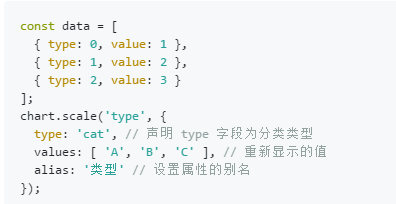 const data = [
  { type: 0, value: 1 },
  { type: 1, value: 2 },
  { type: 2, value: 3 }
];
chart.scale('type', {
  type: 'cat', // 声明 type 字段为分类类型
  values: [ 'A', 'B', 'C' ], // 重新显示的值
  alias: '类型' // 设置属性的别名
});